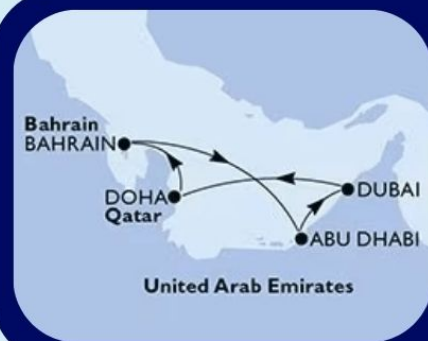 Bahrain
BAHRAIN
DOHA
Qatar
DUBAI
ABU DHABI
United Arab Emirates